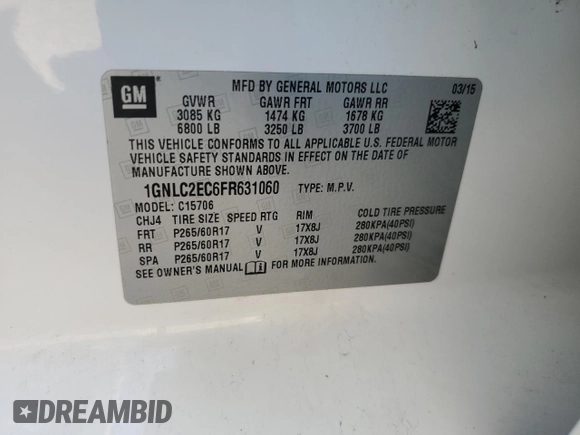 GM
MFD BY GENERAL MOTORS LLC 03/15
GVWR GAWR FRT GAWR RR
3085 KG 1474 KG 1678 KG
6800 LB 3250 LB 3700 LB
THIS VEHICLE CONFORMS TO ALL APPLICABLE U.S. FEDERAL MOTOR
VEHICLE SAFETY STANDARDS IN EFFECT ON THE DATE OF
MANUFACTURE SHOWN ABOVE.
1GNLC2EC6FR631060 TYPE: M.P.V.
MODEL: C15706
CHJ4 TIRE SIZE SPEED RTG RIM COLD TIRE PRESSURE
FRT P265/60R17 V 17X8J 280KPA(40PSI)
RR P265/60R17 V 17X8J 280KPA(40PSI)
SPA P265/60R17 V 17X8J 280KPA(40PSI)
SEE OWNER'S MANUAL FOR MORE INFORMATION
DREAMBID